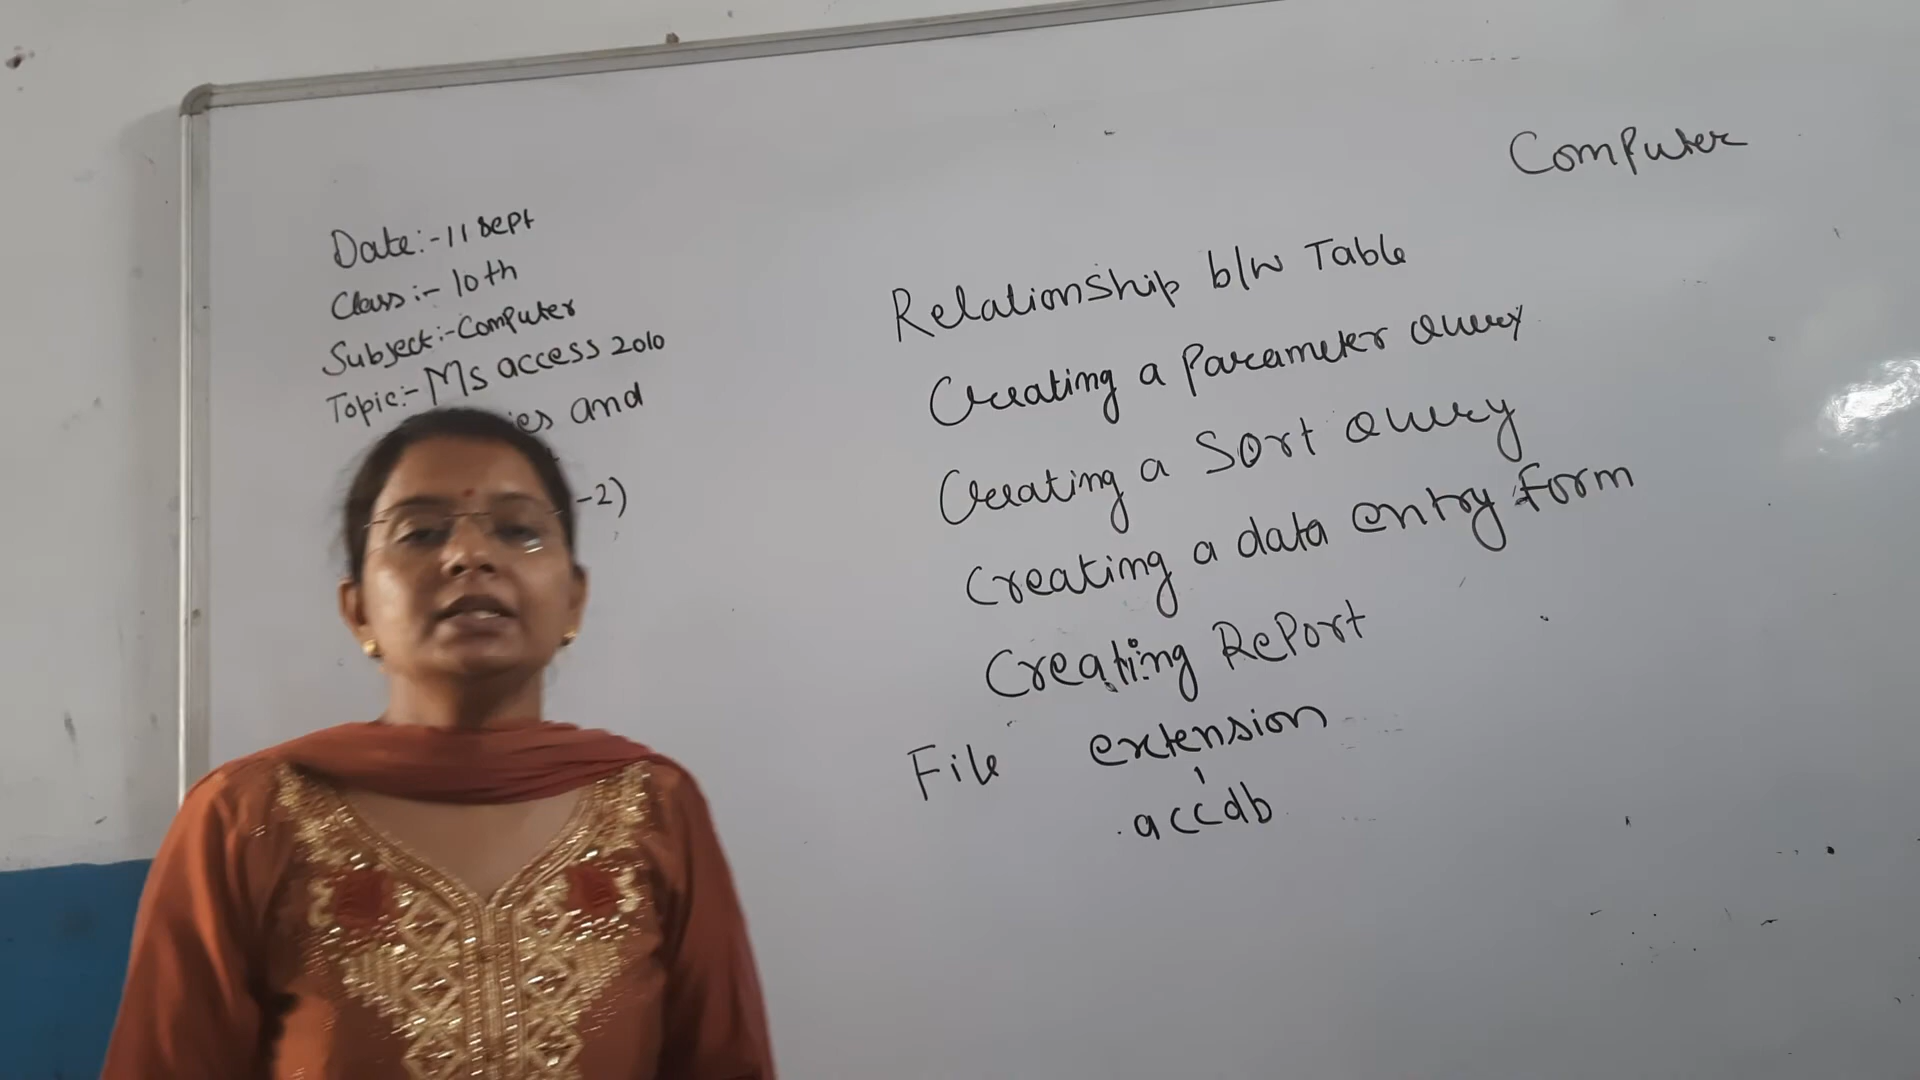 Computer
Date:- 11 sept
Class:- 10th
Subject:- Computer
Topic:- Ms access 2010
and
-2)
Relationship b/w Table
Creating a Parameter Query
Creating a Sort Query
Creating a data entry form
Creating Report
File extension
.accdb